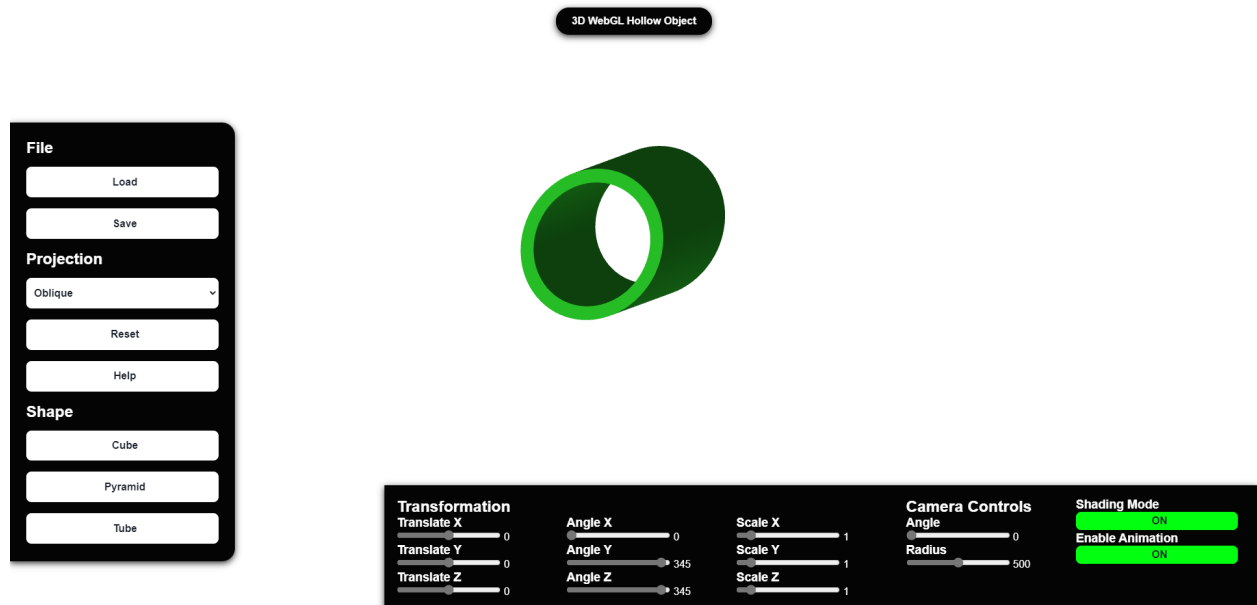 3D WebGL Hollow Object
File
Load
Save
Projection
Oblique
Reset
Help
Shape
Cube
Pyramid
Tube
Transformation
Translate X
0
Translate Y
0
Translate Z
0
Angle X
0
Angle Y
345
Angle Z
345
Scale X
1
Scale Y
1
Scale Z
1
Camera Controls
Angle
0
Radius
500
Shading Mode
ON
Enable Animation
ON